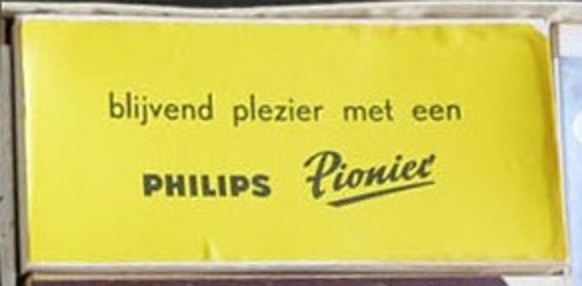 blijvend plezier met een
PHILIPS Pionier